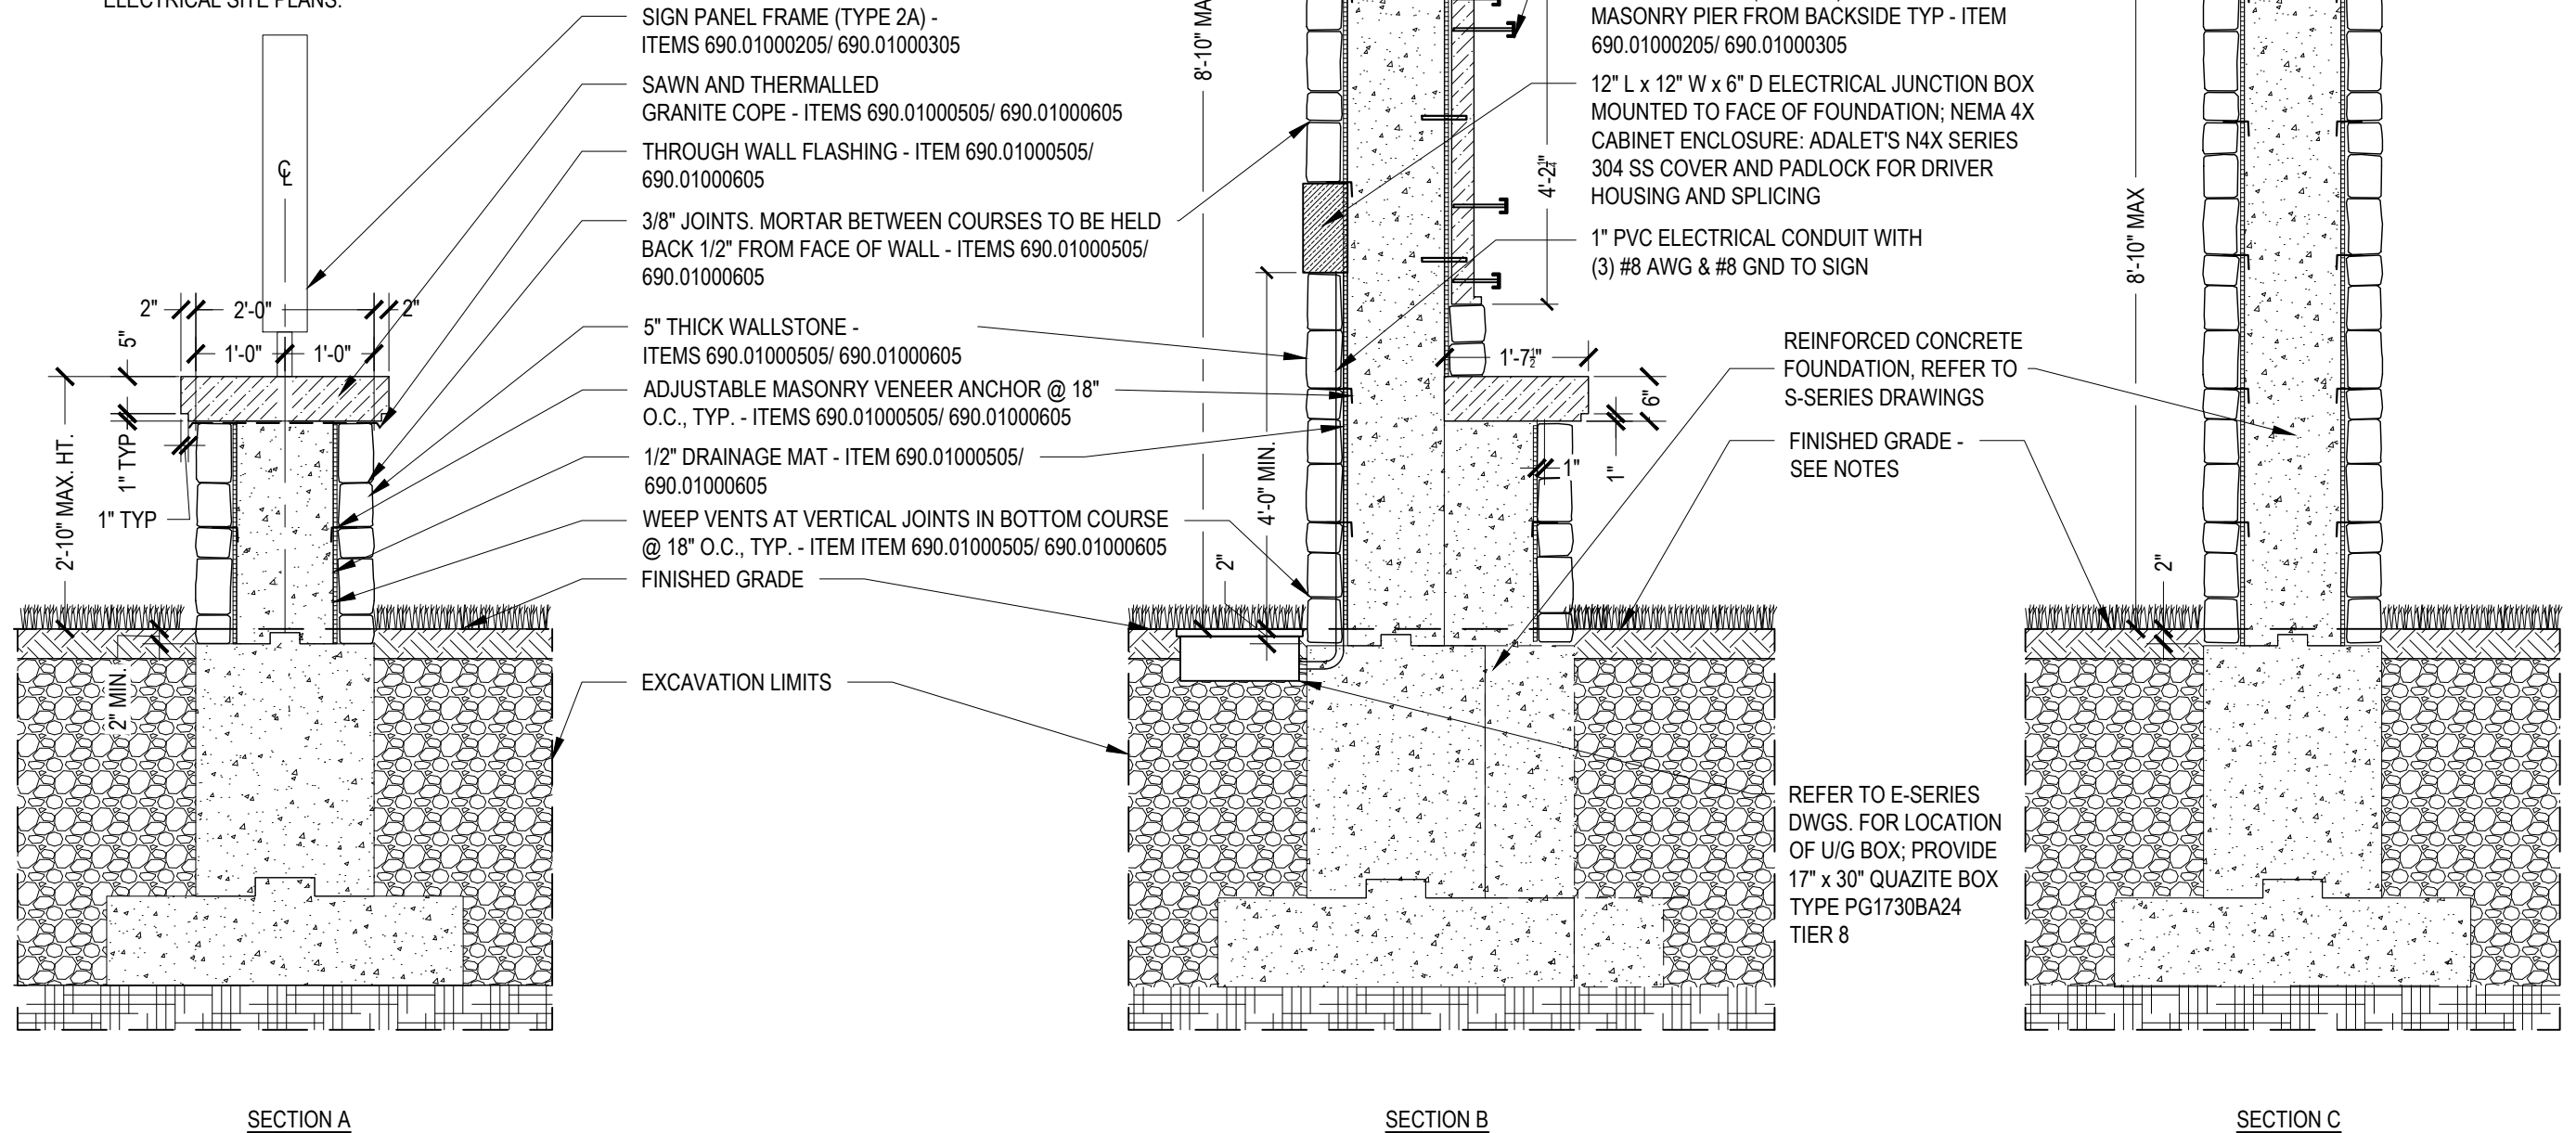 ELECTRICAL SITE PLANS.
SIGN PANEL FRAME (TYPE 2A) -
ITEMS 690.01000205/ 690.01000305
SAWN AND THERMALLED
GRANITE COPE - ITEMS 690.01000505/ 690.01000605
THROUGH WALL FLASHING - ITEM 690.01000505/
690.01000605
3/8" JOINTS. MORTAR BETWEEN COURSES TO BE HELD
BACK 1/2" FROM FACE OF WALL - ITEMS 690.01000505/
690.01000605
5" THICK WALLSTONE -
ITEMS 690.01000505/ 690.01000605
ADJUSTABLE MASONRY VENEER ANCHOR @ 18"
O.C., TYP. - ITEMS 690.01000505/ 690.01000605
1/2" DRAINAGE MAT - ITEM 690.01000505/
690.01000605
WEEP VENTS AT VERTICAL JOINTS IN BOTTOM COURSE
@ 18" O.C., TYP. - ITEM ITEM 690.01000505/ 690.01000605
FINISHED GRADE
EXCAVATION LIMITS
℄
2"
2'-0"
2"
5"
1'-0"
1'-0"
2'-10" MAX. HT.
1" TYP
1" TYP
2" MIN.
SECTION A
8'-10" MA
MASONRY PIER FROM BACKSIDE TYP - ITEM
690.01000205/ 690.01000305
12" L x 12" W x 6" D ELECTRICAL JUNCTION BOX
MOUNTED TO FACE OF FOUNDATION; NEMA 4X
CABINET ENCLOSURE: ADALET'S N4X SERIES
304 SS COVER AND PADLOCK FOR DRIVER
HOUSING AND SPLICING
1" PVC ELECTRICAL CONDUIT WITH
(3) #8 AWG & #8 GND TO SIGN
4'-2¼"
1'-7½"
6"
1"
1"
4'-0" MIN.
2"
REINFORCED CONCRETE
FOUNDATION, REFER TO
S-SERIES DRAWINGS
FINISHED GRADE -
SEE NOTES
REFER TO E-SERIES
DWGS. FOR LOCATION
OF U/G BOX; PROVIDE
17" x 30" QUAZITE BOX
TYPE PG1730BA24
TIER 8
SECTION B
8'-10" MAX
2"
SECTION C